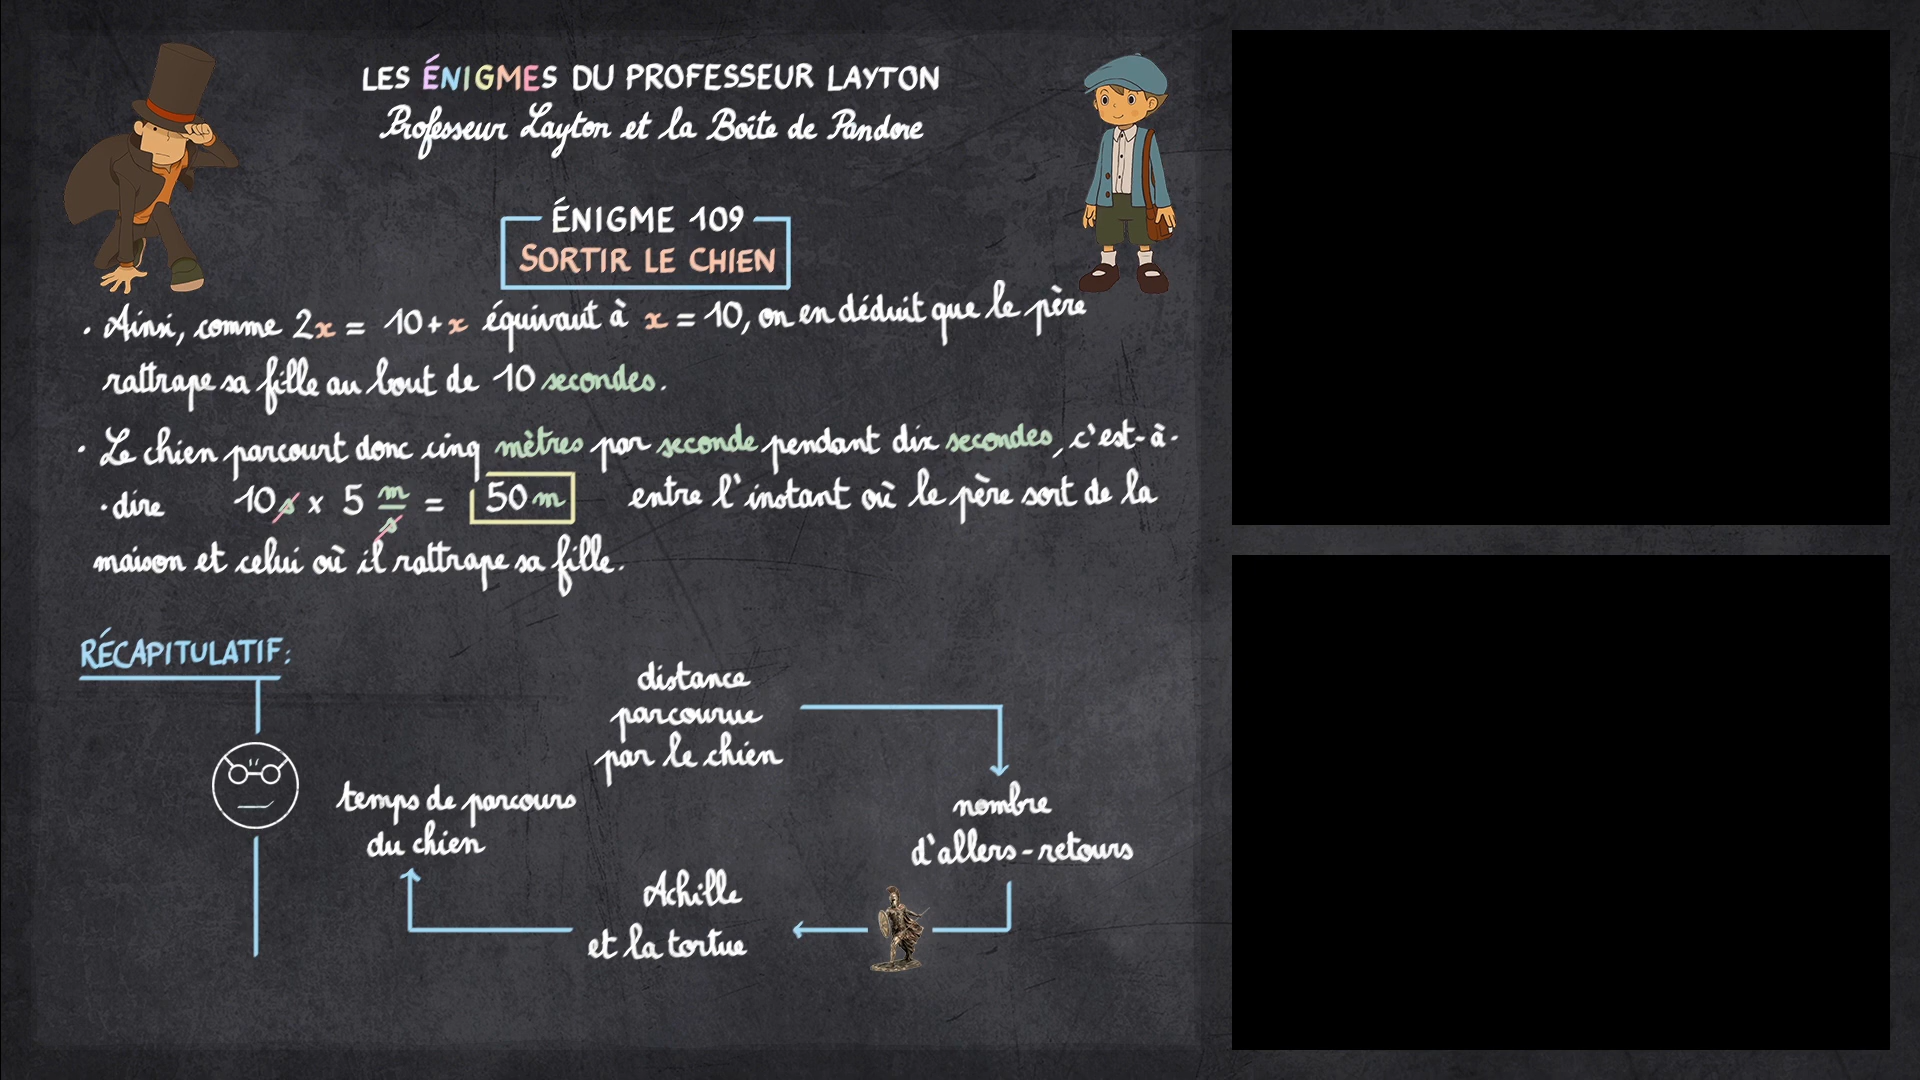 LES ÉNIGMES DU PROFESSEUR LAYTON
Professeur Layton et la Boîte de Pandore
ÉNIGME 109
SORTIR LE CHIEN
• Ainsi, comme 2x = 10+x équivaut à x = 10, on en déduit que le père
rattrape sa fille au bout de 10 secondes.
• Le chien parcourt donc cinq mètres par seconde pendant dix secondes, c'est-à-
-dire 10 s x 5 m/s = 50 m entre l'instant où le père sort de la
maison et celui où il rattrape sa fille.
RÉCAPITULATIF:
distance
parcourue
par le chien
nombre
d'allers-retours
Achille
et la tortue
temps de parcours
du chien